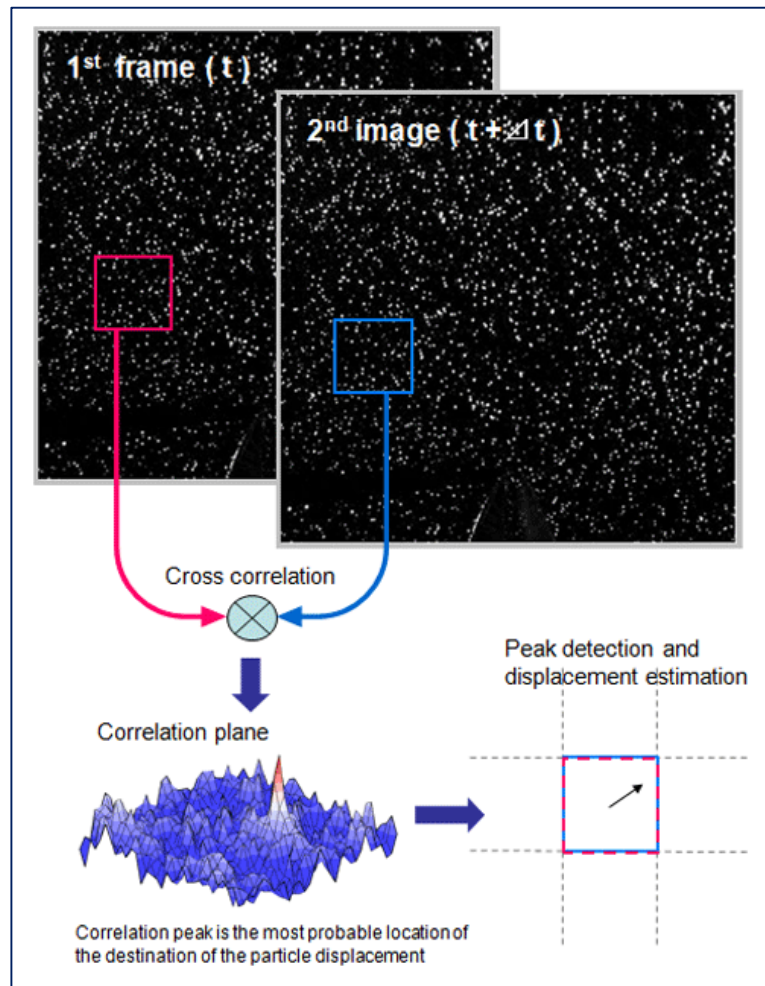 1st frame ( t )
2nd image ( t + ⊿ t )
Cross correlation
Peak detection and
displacement estimation
Correlation plane
Correlation peak is the most probable location of
the destination of the particle displacement